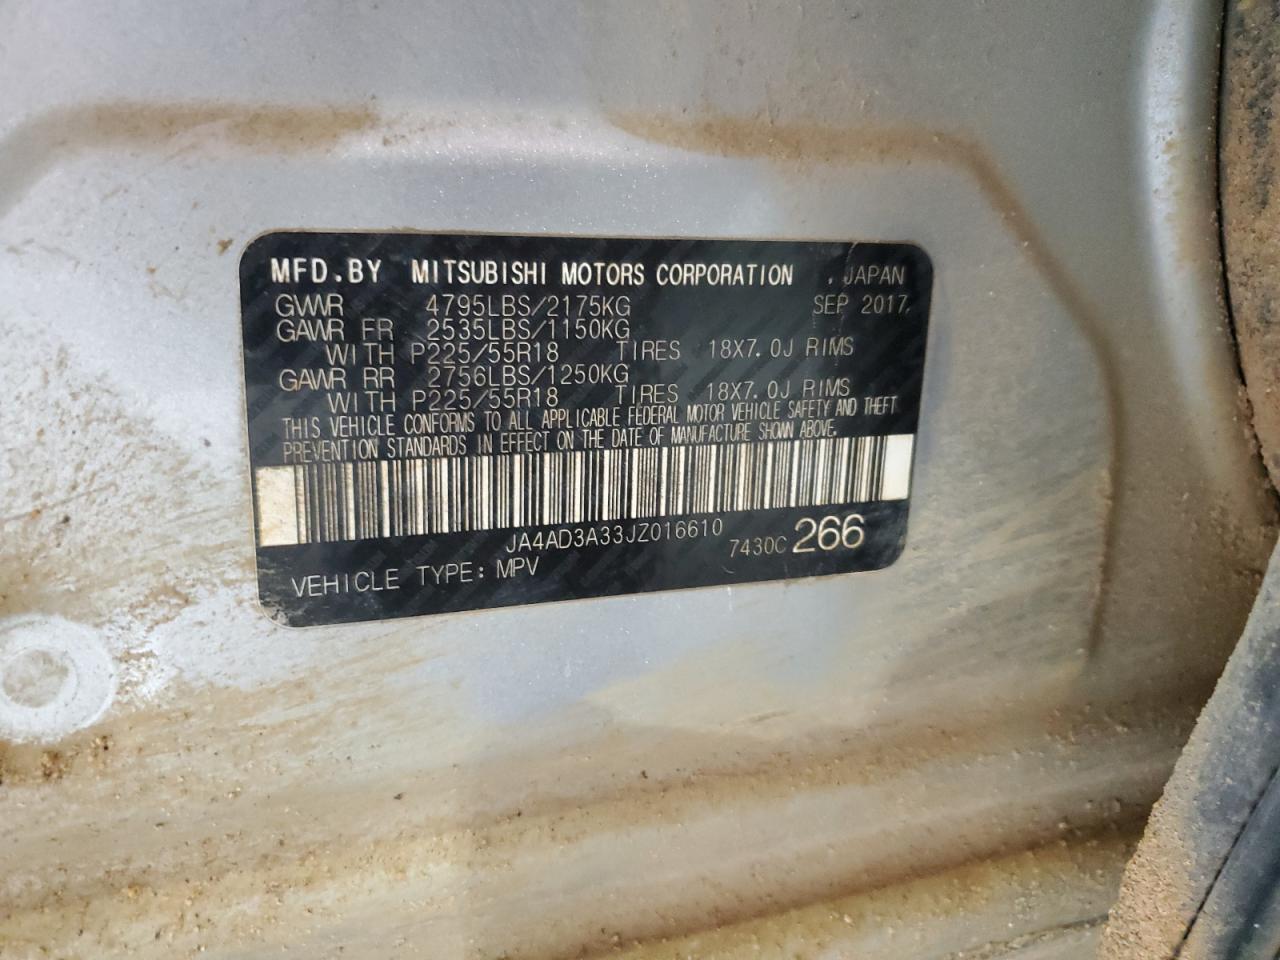 MFD.BY MITSUBISHI MOTORS CORPORATION , JAPAN
GVWR 4795LBS/2175KG SEP 2017,
GAWR FR 2535LBS/1150KG
WITH P225/55R18 TIRES 18X7.0J RIMS
GAWR RR 2756LBS/1250KG
WITH P225/55R18 TIRES 18X7.0J RIMS
THIS VEHICLE CONFORMS TO ALL APPLICABLE FEDERAL MOTOR VEHICLE SAFETY AND THEFT
PREVENTION STANDARDS IN EFFECT ON THE DATE OF MANUFACTURE SHOWN ABOVE.
JA4AD3A33JZ016610
7430C 266
VEHICLE TYPE: MPV